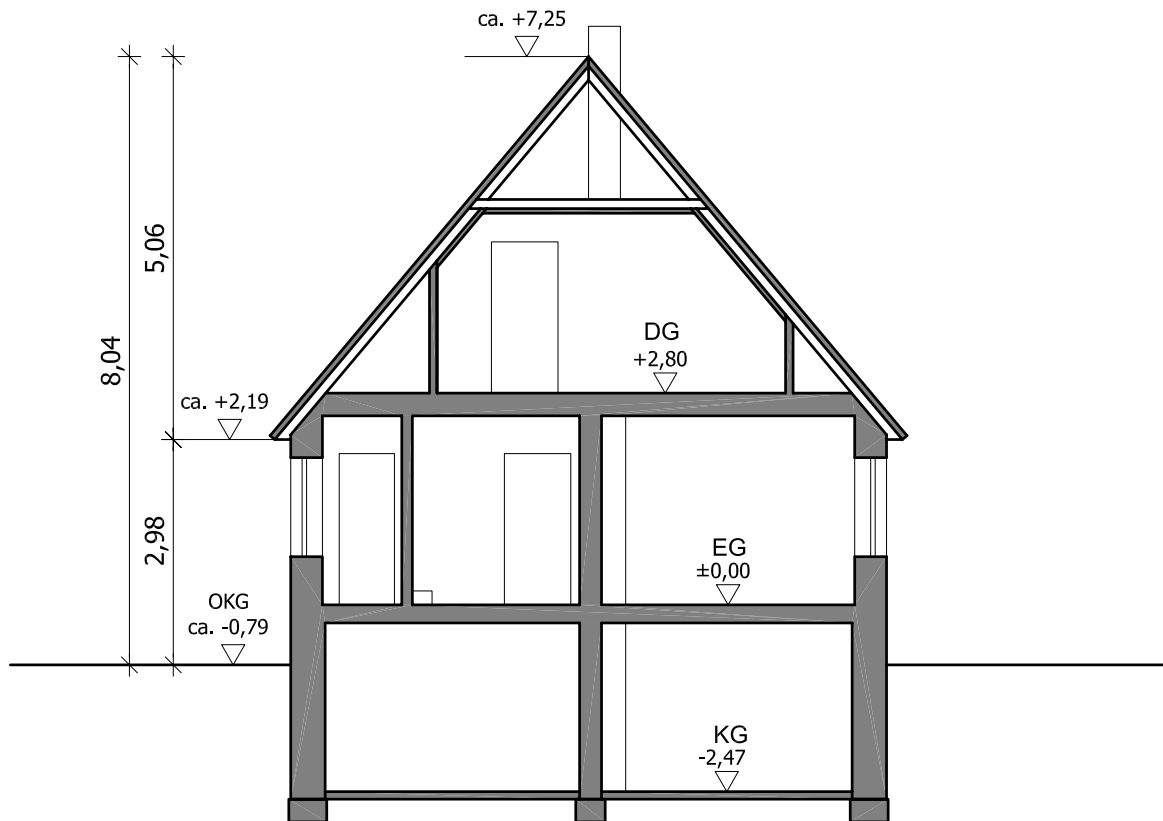 ca. +7,25
5,06
8,04
DG
+2,80
ca. +2,19
2,98
EG
±0,00
OKG
ca. -0,79
KG
-2,47